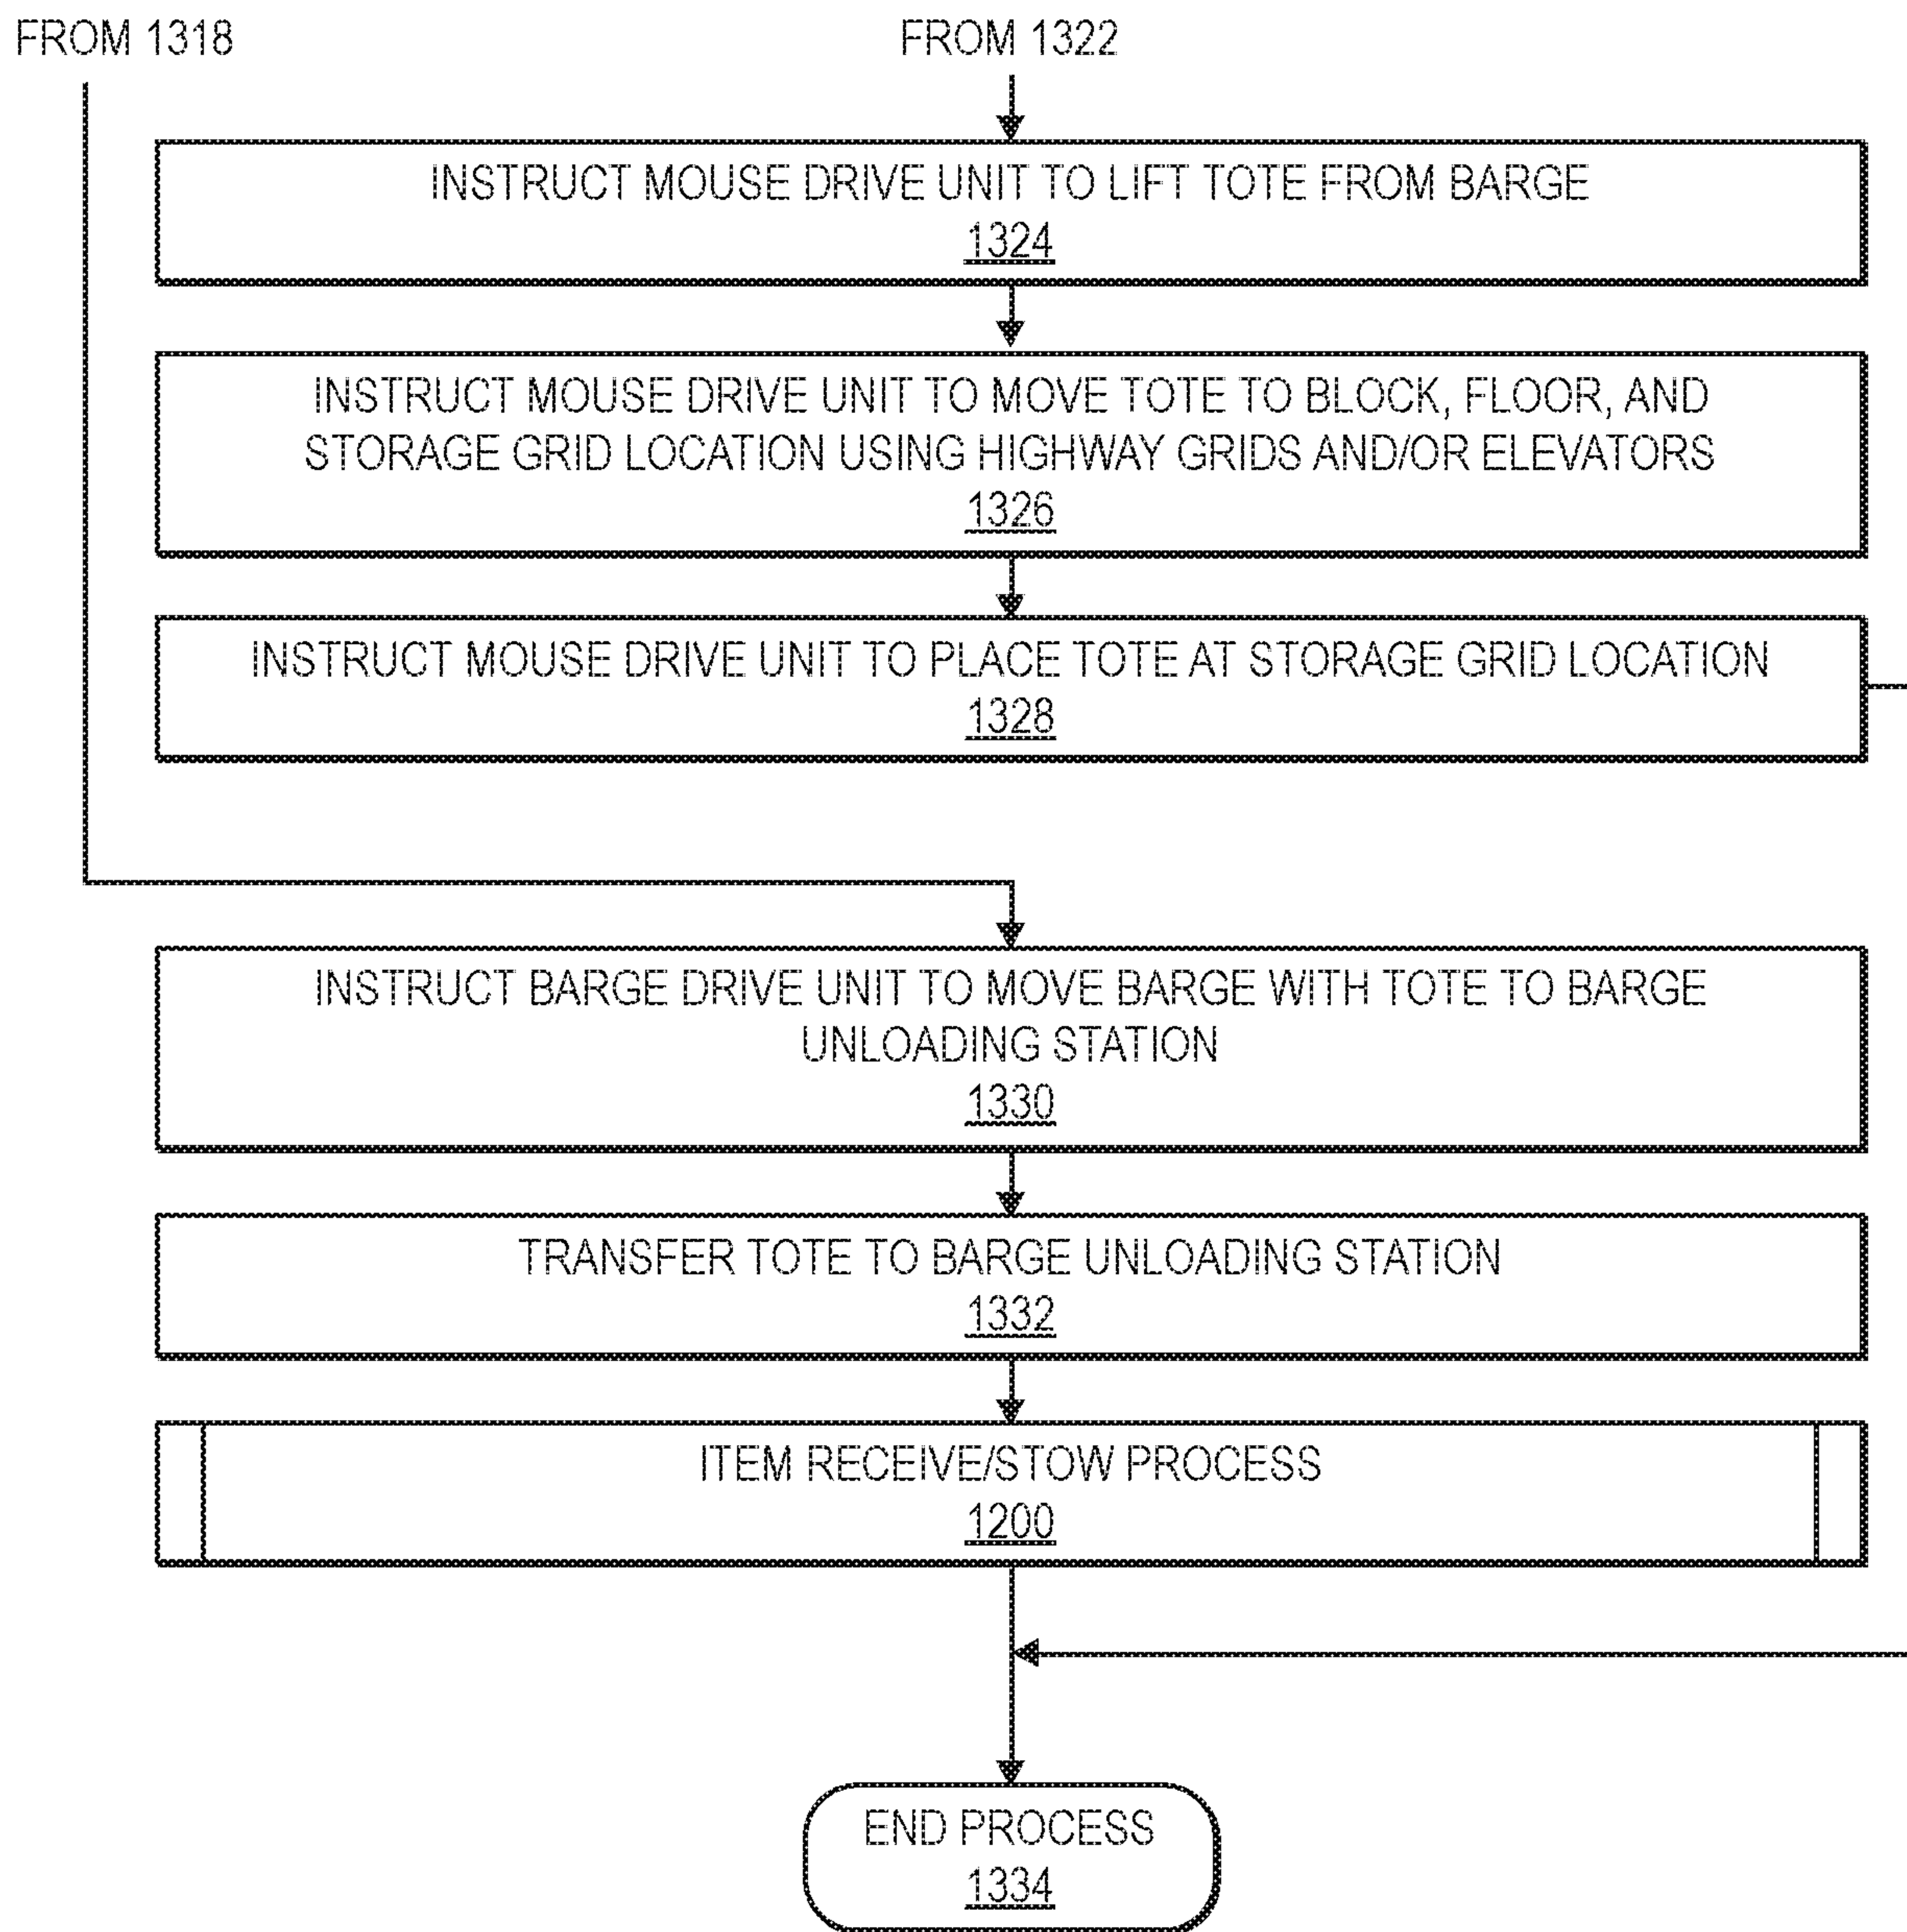 FROM 1318
FROM 1322
INSTRUCT MOUSE DRIVE UNIT TO LIFT TOTE FROM BARGE
1324
INSTRUCT MOUSE DRIVE UNIT TO MOVE TOTE TO BLOCK, FLOOR, AND
STORAGE GRID LOCATION USING HIGHWAY GRIDS AND/OR ELEVATORS
1326
INSTRUCT MOUSE DRIVE UNIT TO PLACE TOTE AT STORAGE GRID LOCATION
1328
INSTRUCT BARGE DRIVE UNIT TO MOVE BARGE WITH TOTE TO BARGE
UNLOADING STATION
1330
TRANSFER TOTE TO BARGE UNLOADING STATION
1332
ITEM RECEIVE/STOW PROCESS
1200
END PROCESS
1334